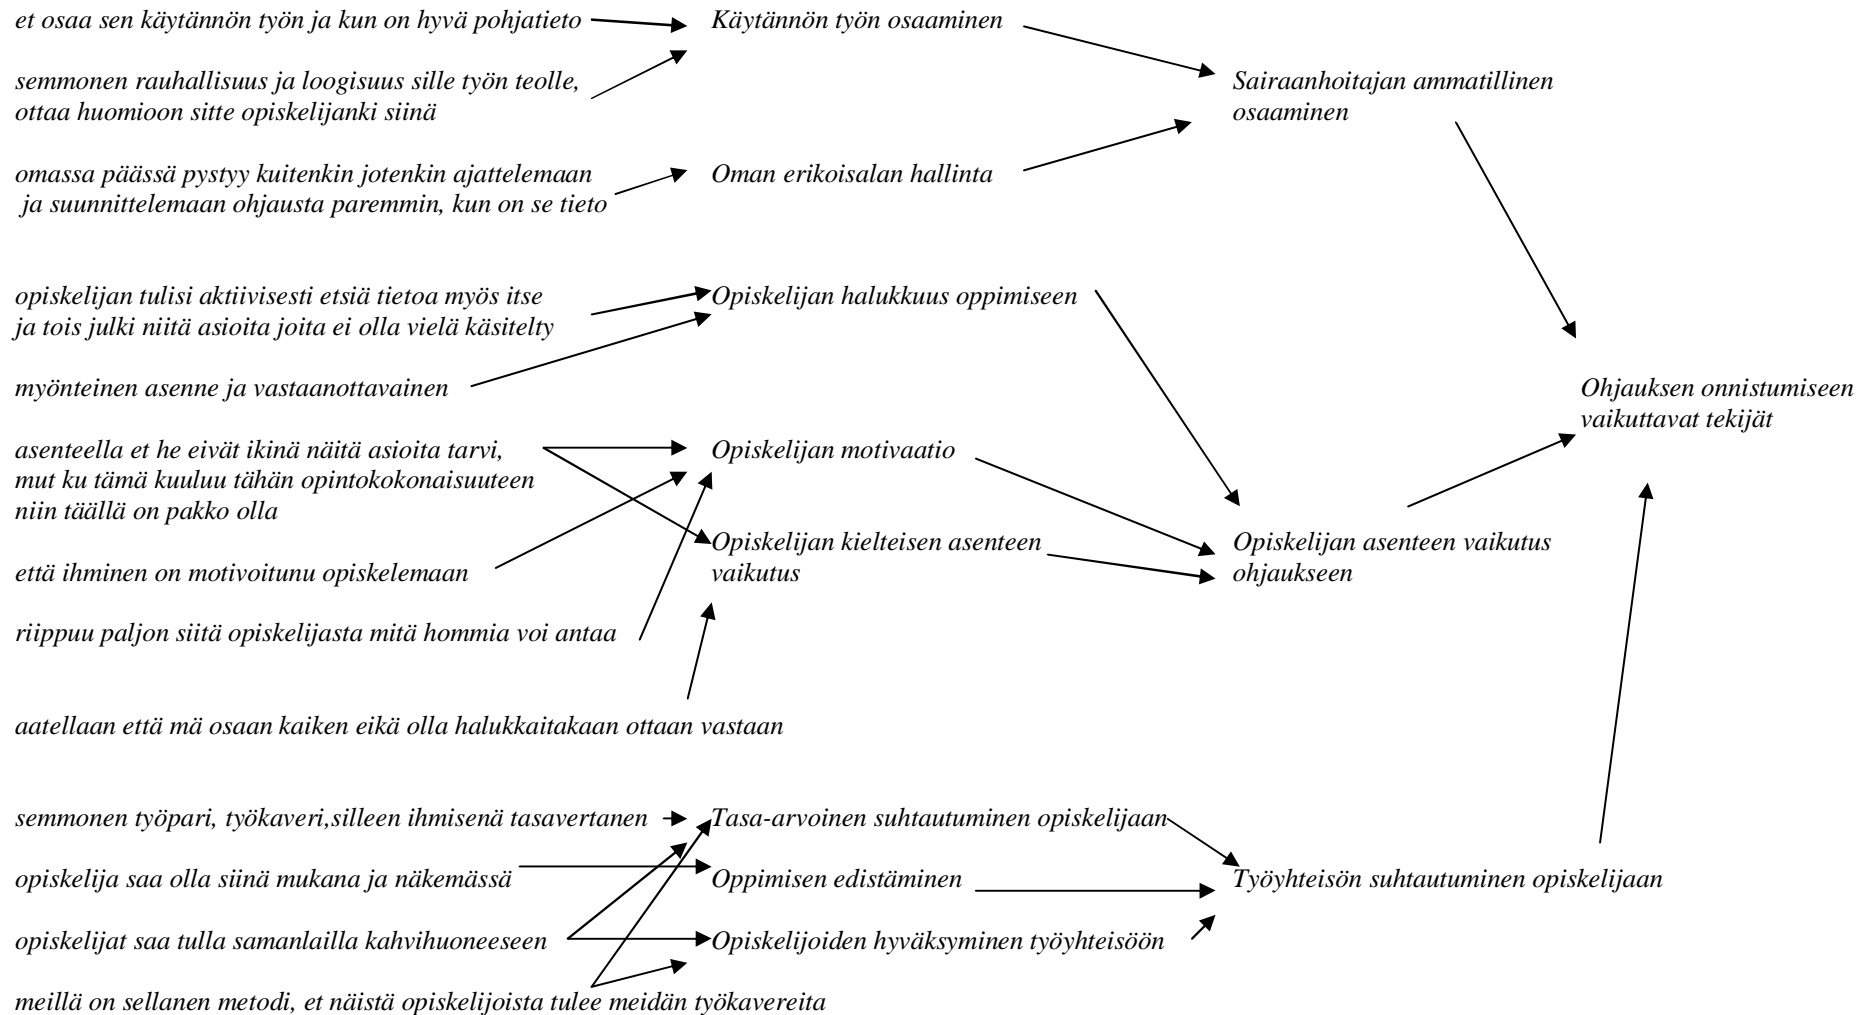 et osaa sen käytännön työn ja kun on hyvä pohjatieto
Käytännön työn osaaminen
semmonen rauhallisuus ja loogisuus sille työn teolle,
ottaa huomioon sitte opiskelijanki siinä
Sairaanhoitajan ammatillinen
osaaminen
omassa päässä pystyy kuitenkin jotenkin ajattelemaan
ja suunnittelemaan ohjausta paremmin, kun on se tieto
Oman erikoisalan hallinta
opiskelijan tulisi aktiivisesti etsiä tietoa myös itse
ja tois julki niitä asioita joita ei olla vielä käsitelty
Opiskelijan halukkuus oppimiseen
myönteinen asenne ja vastaanottavainen
Ohjauksen onnistumiseen
vaikuttavat tekijät
asenteella et he eivät ikinä näitä asioita tarvi,
mut ku tämä kuuluu tähän opintokokonaisuuteen
niin täällä on pakko olla
Opiskelijan motivaatio
Opiskelijan kielteisen asenteen
vaikutus
Opiskelijan asenteen vaikutus
ohjaukseen
että ihminen on motivoitunu opiskelemaan
riippuu paljon siitä opiskelijasta mitä hommia voi antaa
aatellaan että mä osaan kaiken eikä olla halukkaitakaan ottaan vastaan
semmonen työpari, työkaveri,silleen ihmisenä tasavertanen
Tasa-arvoinen suhtautuminen opiskelijaan
opiskelija saa olla siinä mukana ja näkemässä
Oppimisen edistäminen
Työyhteisön suhtautuminen opiskelijaan
opiskelijat saa tulla samanlailla kahvihuoneeseen
Opiskelijoiden hyväksyminen työyhteisöön
meillä on sellanen metodi, et näistä opiskelijoista tulee meidän työkavereita